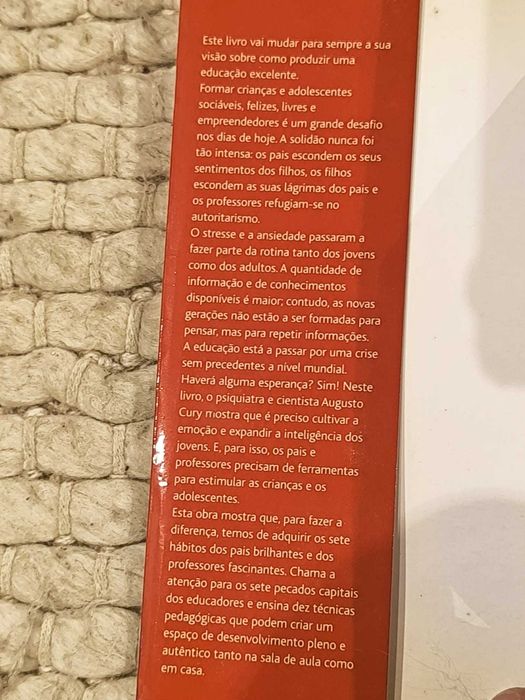 Este livro vai mudar para sempre a sua
visão sobre como produzir uma
educação excelente.
Formar crianças e adolescentes
sociáveis, felizes, livres e
empreendedores é um grande desafio
nos dias de hoje. A solidão nunca foi
tão intensa: os pais escondem os seus
sentimentos dos filhos, os filhos
escondem as suas lágrimas dos pais e
os professores refugiam-se no
autoritarismo.
O stresse e a ansiedade passaram a
fazer parte da rotina tanto dos jovens
como dos adultos. A quantidade de
informação e de conhecimentos
disponíveis é maior; contudo, as novas
gerações não estão a ser formadas para
pensar, mas para repetir informações.
A educação está a passar por uma crise
sem precedentes a nível mundial.
Haverá alguma esperança? Sim! Neste
livro, o psiquiatra e cientista Augusto
Cury mostra que é preciso cultivar a
emoção e expandir a inteligência dos
jovens. E, para isso, os pais e
professores precisam de ferramentas
para estimular as crianças e os
adolescentes.
Esta obra mostra que, para fazer a
diferença, temos de adquirir os sete
hábitos dos pais brilhantes e dos
professores fascinantes. Chama a
atenção para os sete pecados capitais
dos educadores e ensina dez técnicas
pedagógicas que podem criar um
espaço de desenvolvimento pleno e
autêntico tanto na sala de aula como
em casa.